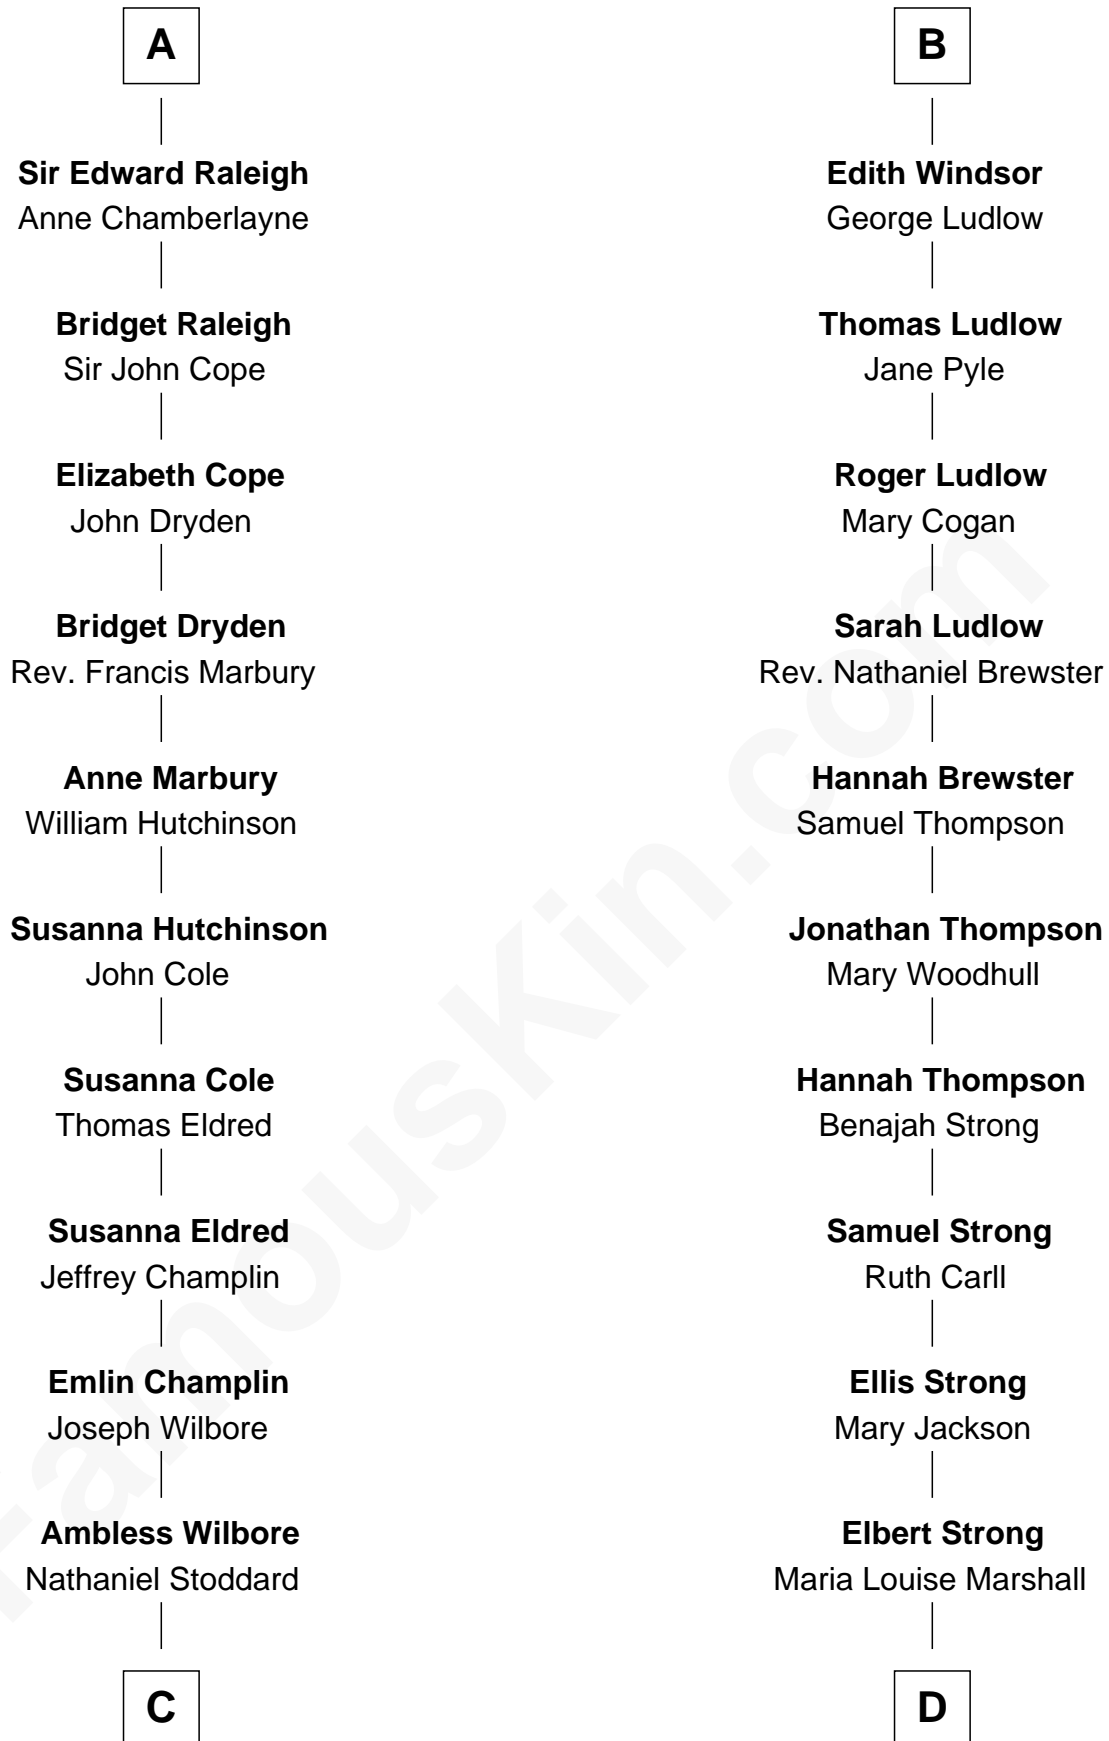 A
Sir Edward Raleigh
Anne Chamberlayne
Bridget Raleigh
Sir John Cope
Elizabeth Cope
John Dryden
Bridget Dryden
Rev. Francis Marbury
Anne Marbury
William Hutchinson
Susanna Hutchinson
John Cole
Susanna Cole
Thomas Eldred
Susanna Eldred
Jeffrey Champlin
Emlin Champlin
Joseph Wilbore
Ambless Wilbore
Nathaniel Stoddard
C
B
Edith Windsor
George Ludlow
Thomas Ludlow
Jane Pyle
Roger Ludlow
Mary Cogan
Sarah Ludlow
Rev. Nathaniel Brewster
Hannah Brewster
Samuel Thompson
Jonathan Thompson
Mary Woodhull
Hannah Thompson
Benajah Strong
Samuel Strong
Ruth Carll
Ellis Strong
Mary Jackson
Elbert Strong
Maria Louise Marshall
D
FamousKin.com